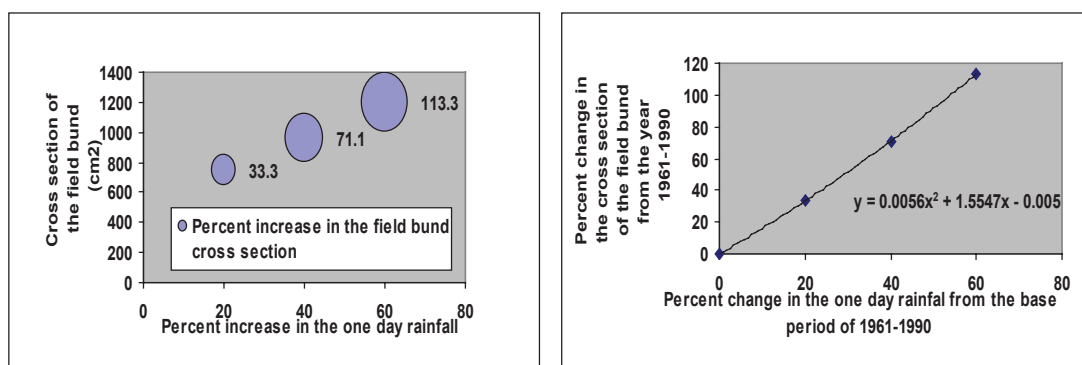 Cross section of
the field bund
(cm2)
1400
1200
1000
800
600
400
200
0
113.3
71.1
33.3
Percent increase in the field bund
cross section
0 20 40 60 80
Percent increase in the one day rainfall
Percent change in
the cross section
of the field bund
from the year
1961-1990
120
100
80
60
40
20
0
y = 0.0056x² + 1.5547x - 0.005
0 20 40 60 80
Percent change in the one day rainfal from the base
period of 1961-1990